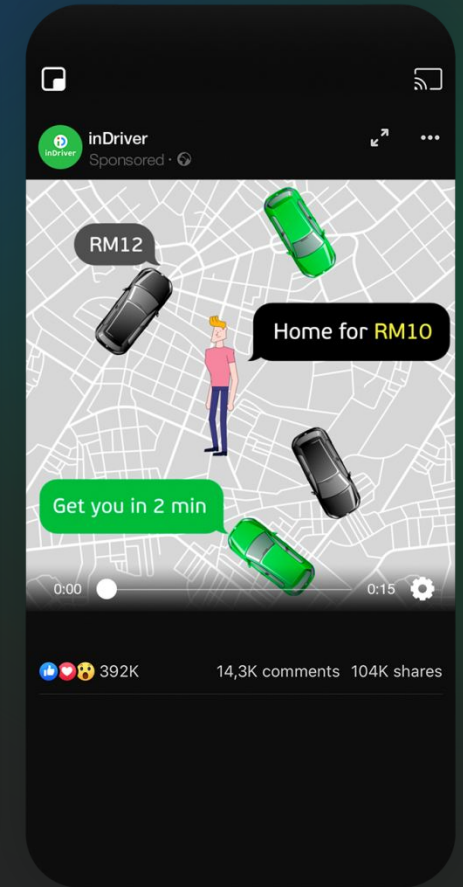 inDriver
inDriver
Sponsored ·
RM12
Home for RM10
Get you in 2 min
0:00
0:15
392K
14,3K comments 104K shares